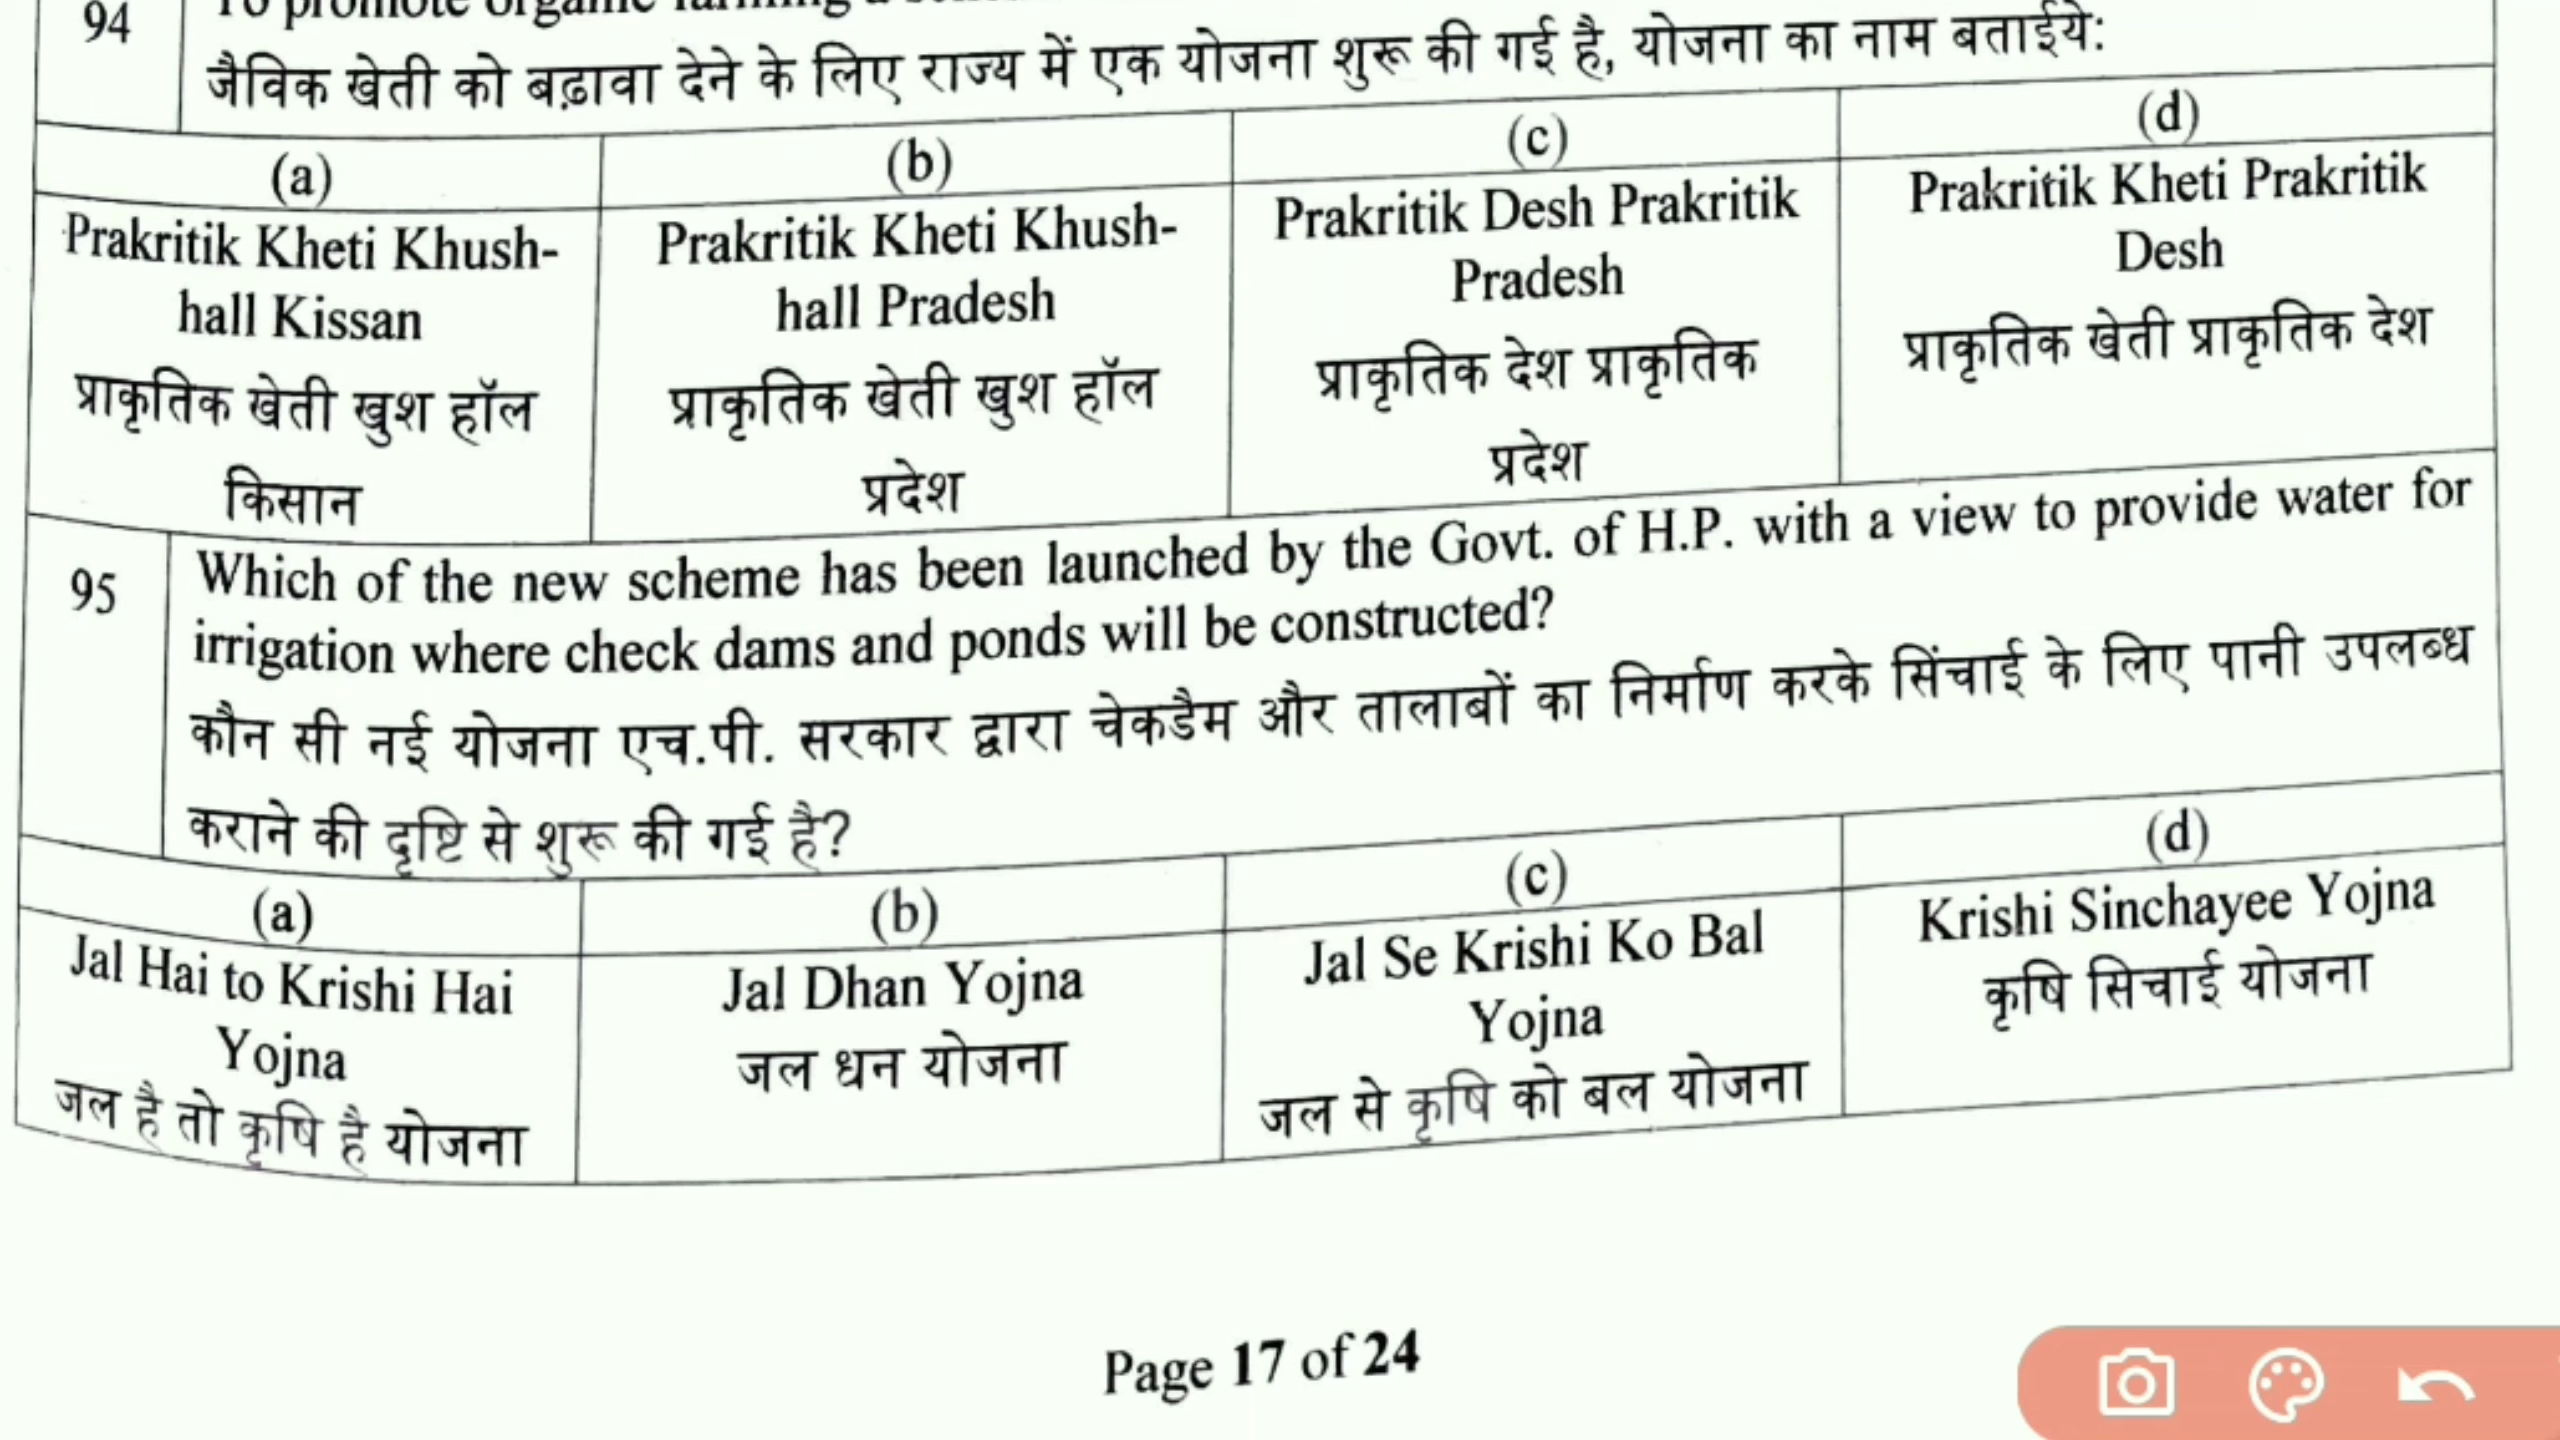 94
To promote organic farming a
जैविक खेती को बढ़ावा देने के लिए राज्य में एक योजना शुरू की गई है, योजना का नाम बताईये:
(a) (b) (c) (d)
Prakritik Kheti Khush-
hall Kissan
प्राकृतिक खेती खुश हॉल
किसान
Prakritik Kheti Khush-
hall Pradesh
प्राकृतिक खेती खुश हॉल
प्रदेश
Prakritik Desh Prakritik
Pradesh
प्राकृतिक देश प्राकृतिक
प्रदेश
Prakritik Kheti Prakritik
Desh
प्राकृतिक खेती प्राकृतिक देश
95
Which of the new scheme has been launched by the Govt. of H.P. with a view to provide water for
irrigation where check dams and ponds will be constructed?
कौन सी नई योजना एच.पी. सरकार द्वारा चेकडैम और तालाबों का निर्माण करके सिंचाई के लिए पानी उपलब्ध
कराने की दृष्टि से शुरू की गई है?
(a) (b) (c) (d)
Jal Hai to Krishi Hai
Yojna
जल है तो कृषि है योजना
Jal Dhan Yojna
जल धन योजना
Jal Se Krishi Ko Bal
Yojna
जल से कृषि को बल योजना
Krishi Sinchayee Yojna
कृषि सिचाई योजना
Page 17 of 24